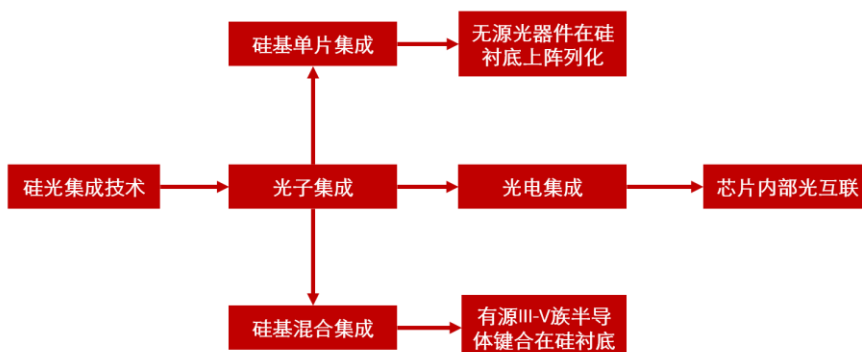 硅基单片集成
无源光器件在硅
衬底上阵列化
硅光集成技术
光子集成
光电集成
芯片内部光互联
硅基混合集成
有源III-V族半导
体键合在硅衬底